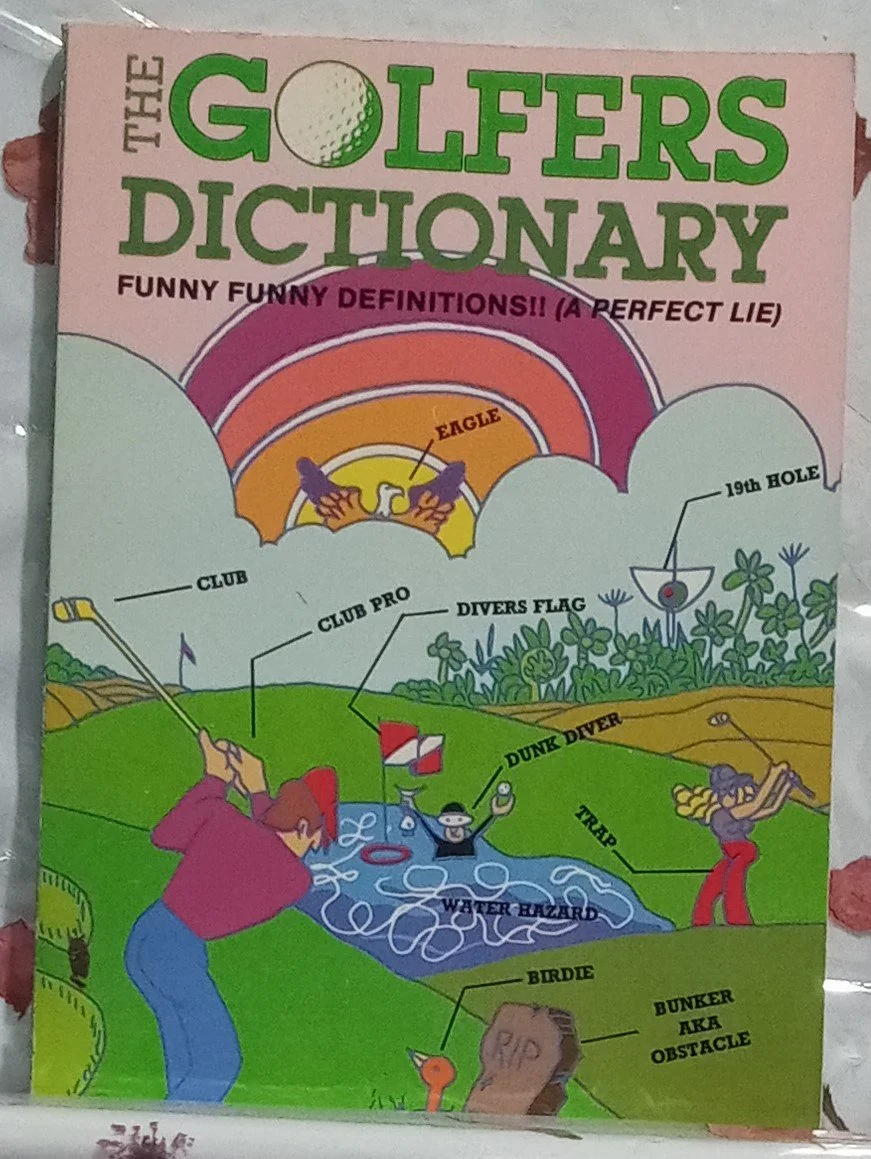 THE GOLFERS
DICTIONARY
FUNNY FUNNY DEFINITIONS!! (A PERFECT LIE)
EAGLE
19th HOLE
CLUB
CLUB PRO
DIVERS FLAG
DUNK DIVER
TRAP
WATER HAZARD
BIRDIE
RIP
BUNKER
AKA
OBSTACLE